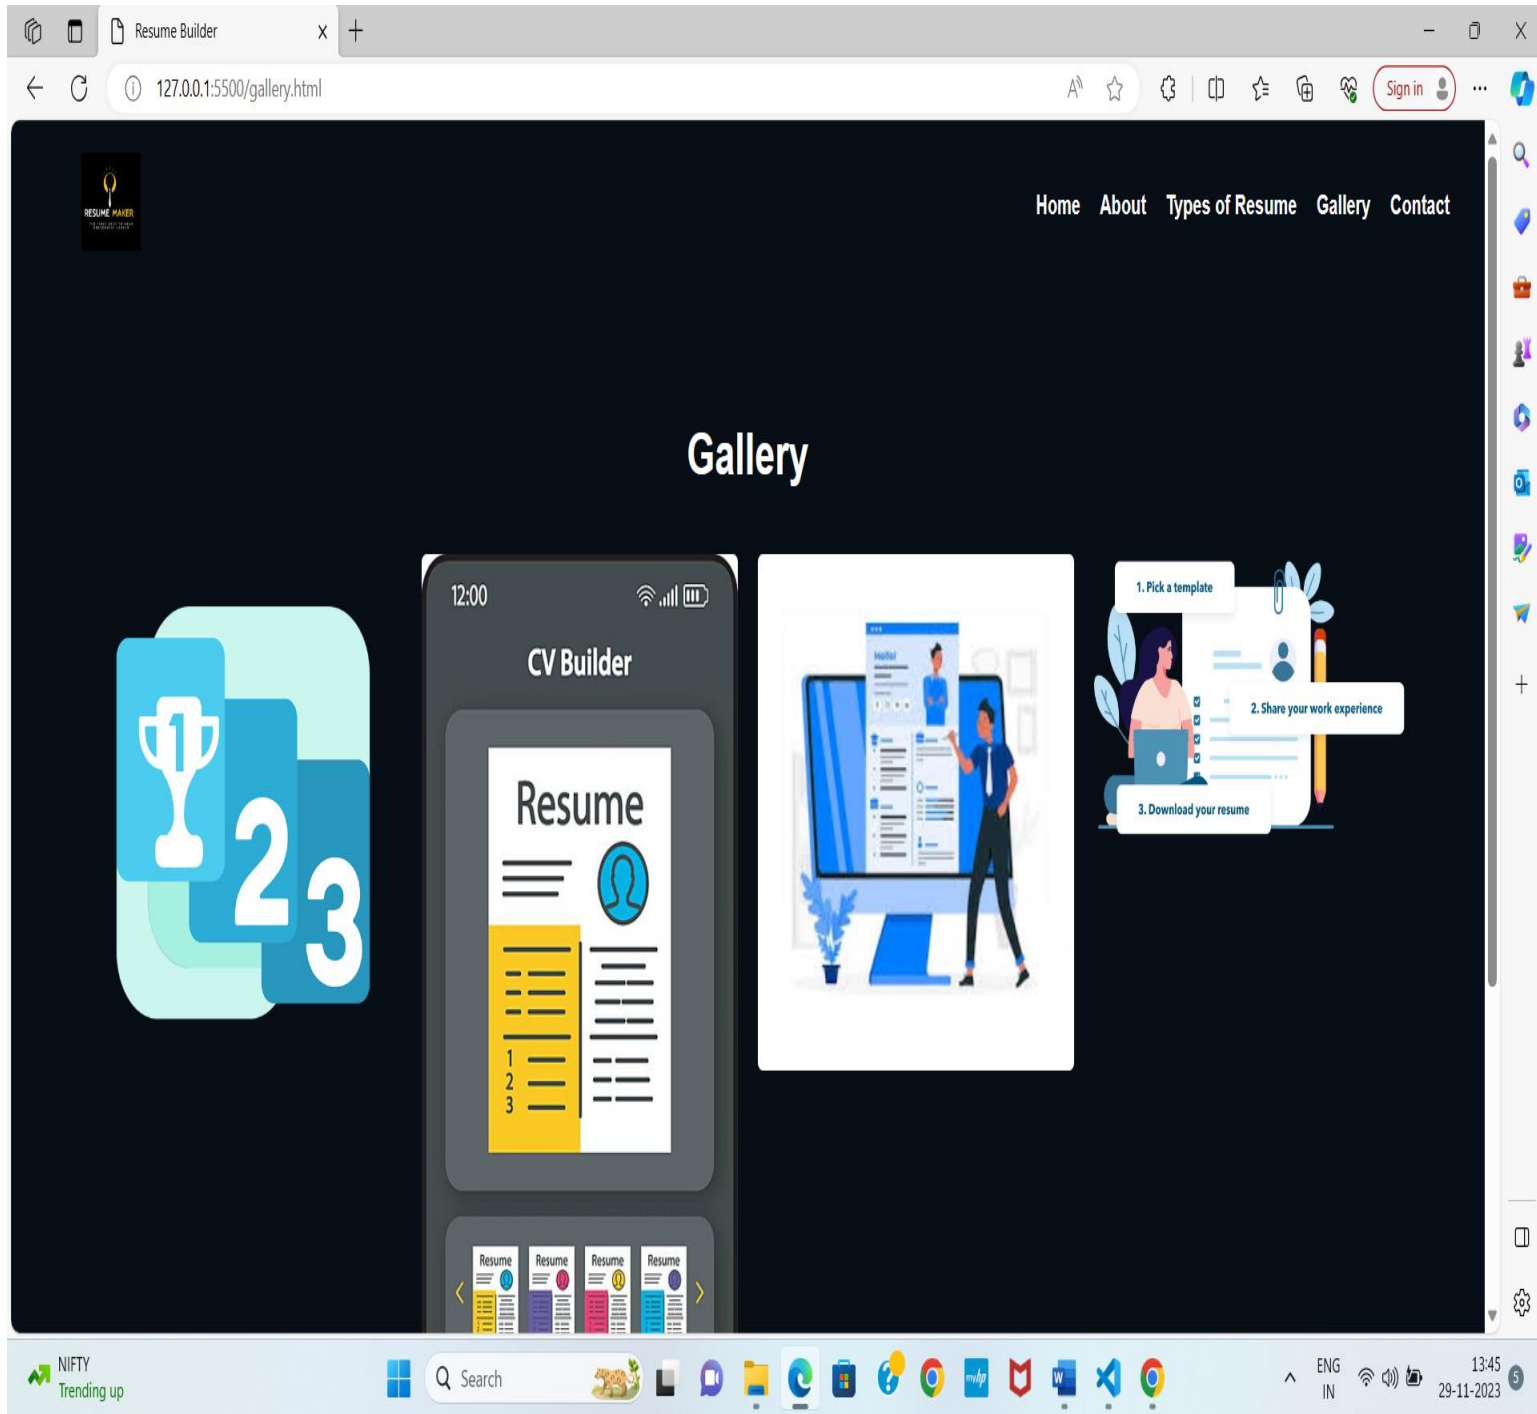 Resume Builder
127.0.0.1:5500/gallery.html
Sign in
RESUME MAKER
Home About Types of Resume Gallery Contact
Gallery
1
2
3
12:00
CV Builder
Resume
1
2
3
Resume Resume Resume Resume
Hello!
1. Pick a template
2. Share your work experience
3. Download your resume
NIFTY
Trending up
Search
myhp
W
ENG
IN
13:45
29-11-2023
5